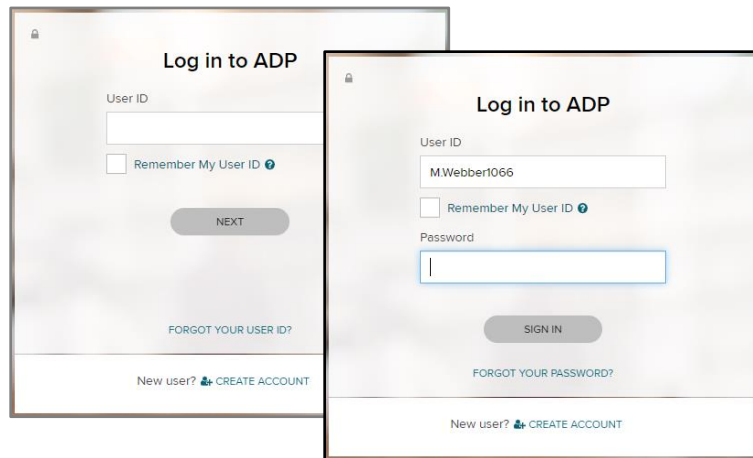 Log in to ADP
User ID
Remember My User ID ?
NEXT
FORGOT YOUR USER ID?
New user? CREATE ACCOUNT
Log in to ADP
User ID
M.Webber1066
Remember My User ID ?
Password
SIGN IN
FORGOT YOUR PASSWORD?
New user? CREATE ACCOUNT